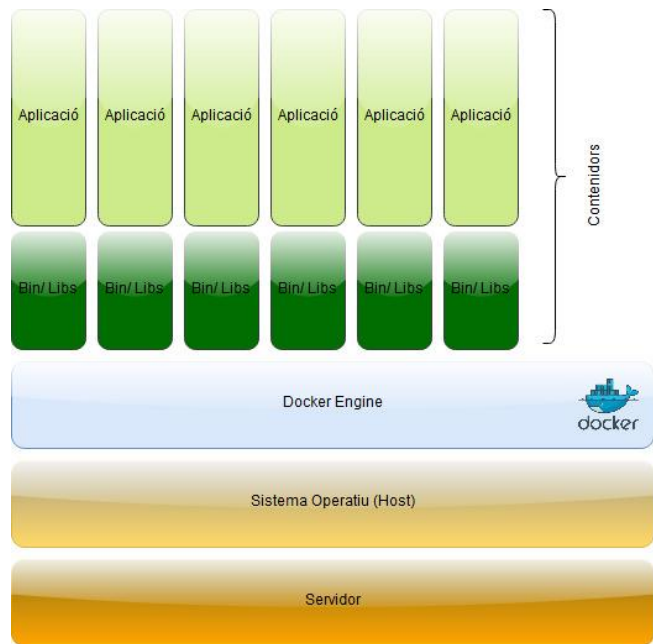 Aplicació Aplicació Aplicació Aplicació Aplicació Aplicació
Contenidors
Bin/ Libs Bin/ Libs Bin/ Libs Bin/ Libs Bin/ Libs Bin/ Libs
Docker Engine
docker
Sistema Operatiu (Host)
Servidor